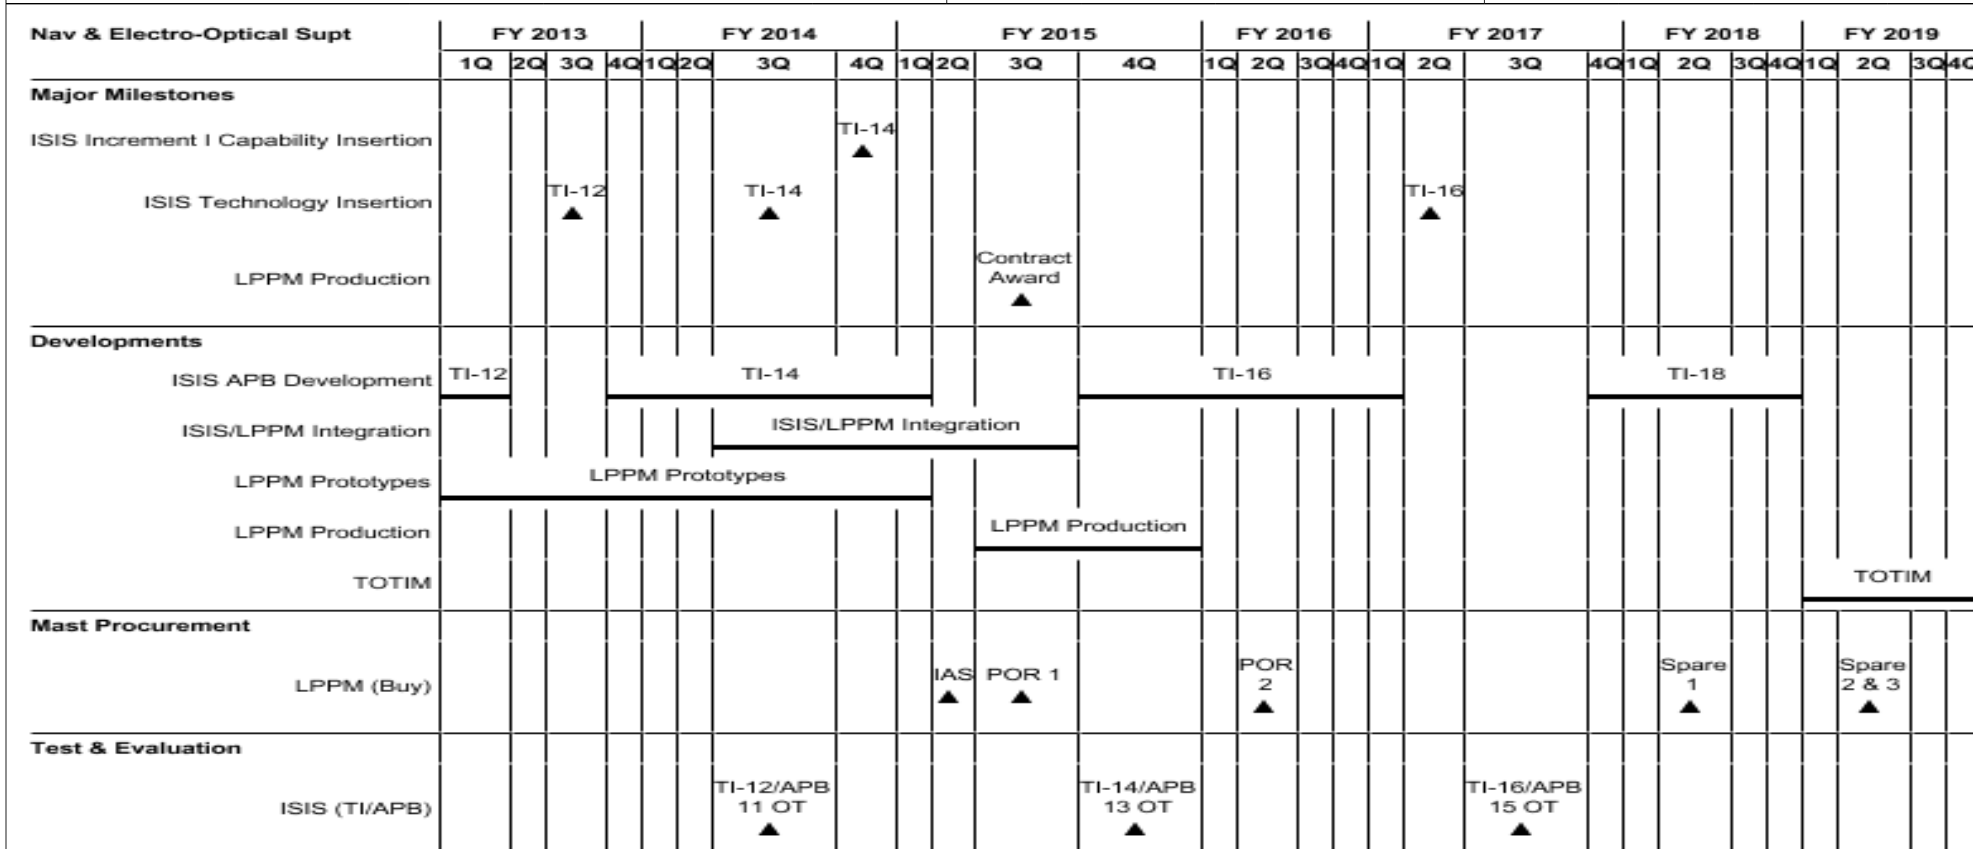 Nav & Electro-Optical Supt FY 2013 FY 2014 FY 2015 FY 2016 FY 2017 FY 2018 FY 2019
1Q 2Q 3Q 4Q 1Q 2Q 3Q 4Q 1Q 2Q 3Q 4Q 1Q 2Q 3Q 4Q 1Q 2Q 3Q 4Q 1Q 2Q 3Q 4Q 1Q 2Q 3Q 4Q
Major Milestones
TI-14
ISIS Increment I Capability Insertion
TI-12 TI-14 TI-16
ISIS Technology Insertion
Contract
Award
LPPM Production
Developments
ISIS APB Development TI-12 TI-14 TI-16 TI-18
ISIS/LPPM Integration ISIS/LPPM Integration
LPPM Prototypes LPPM Prototypes
LPPM Production LPPM Production
TOTIM TOTIM
Mast Procurement
POR Spare Spare
IAS POR 1 2 1 2 & 3
LPPM (Buy)
Test & Evaluation
TI-12/APB TI-14/APB TI-16/APB
11 OT 13 OT 15 OT
ISIS (TI/APB)